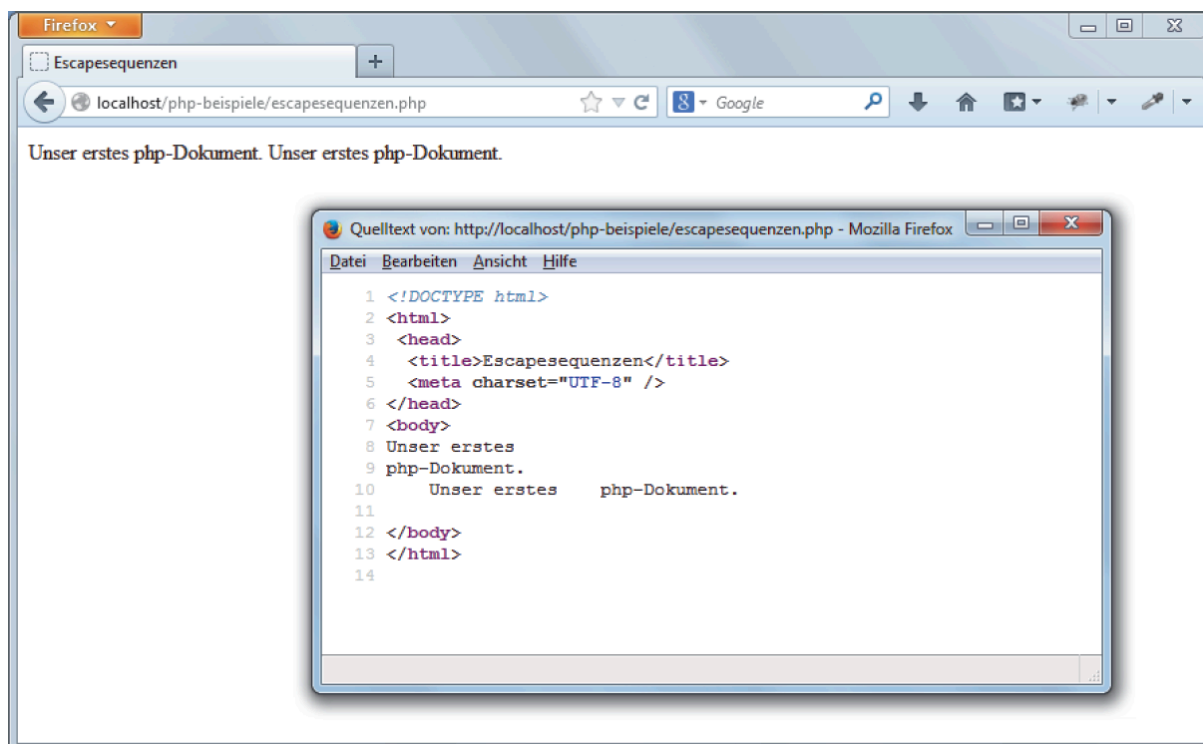 Firefox
Escapesequenzen
localhost/php-beispiele/escapesequenzen.php
8 Google
Unser erstes php-Dokument. Unser erstes php-Dokument.
Quelltext von: http://localhost/php-beispiele/escapesequenzen.php - Mozilla Firefox
Datei Bearbeiten Ansicht Hilfe
1 <!DOCTYPE html>
2 <html>
3 <head>
4 <title>Escapesequenzen</title>
5 <meta charset="UTF-8" />
6 </head>
7 <body>
8 Unser erstes
9 php-Dokument.
10 Unser erstes php-Dokument.
11
12 </body>
13 </html>
14